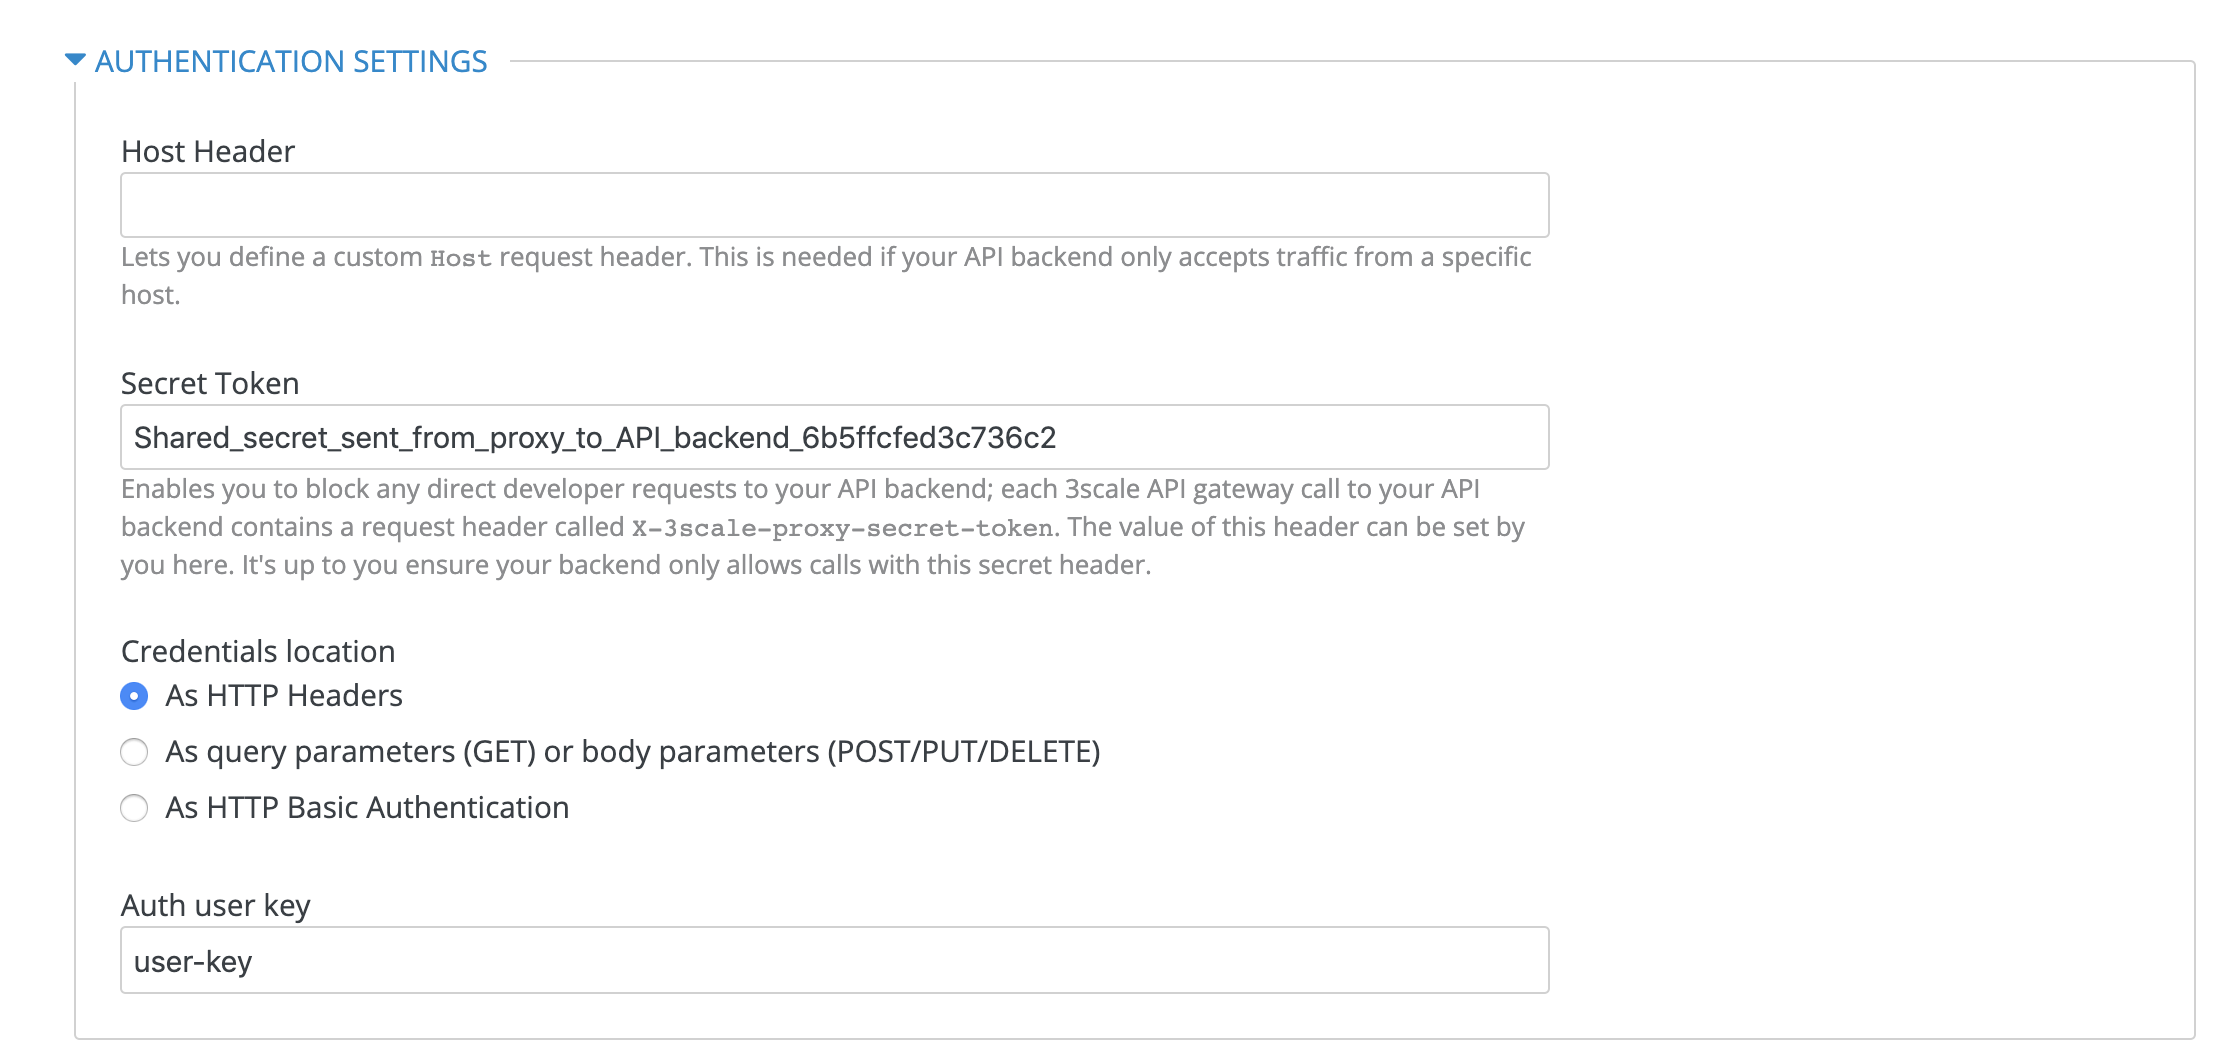 AUTHENTICATION SETTINGS
Host Header
Lets you define a custom Host request header. This is needed if your API backend only accepts traffic from a specific
host.
Secret Token
Shared_secret_sent_from_proxy_to_API_backend_6b5ffcfed3c736c2
Enables you to block any direct developer requests to your API backend; each 3scale API gateway call to your API
backend contains a request header called X-3scale-proxy-secret-token. The value of this header can be set by
you here. It's up to you ensure your backend only allows calls with this secret header.
Credentials location
As HTTP Headers
As query parameters (GET) or body parameters (POST/PUT/DELETE)
As HTTP Basic Authentication
Auth user key
user-key